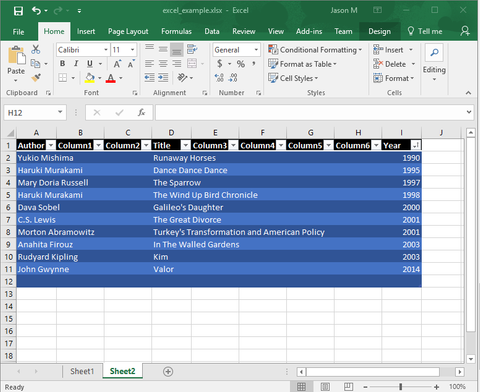 excel_example.xlsx - Excel Jason M
File Home Insert Page Layout Formulas Data Review View Add-ins Team Design Tell me
Calibri 11 General Conditional Formatting Insert
Paste B I U A A $ % , Format as Table Delete Editing
Cell Styles Format
Clipboard Font Alignment Number Styles Cells
H12 fx
A B C D E F G H I J K
1 Author Column1 Column2 Title Column3 Column4 Column5 Column6 Year
2 Yukio Mishima Runaway Horses 1990
3 Haruki Murakami Dance Dance Dance 1995
4 Mary Doria Russell The Sparrow 1997
5 Haruki Murakami The Wind Up Bird Chronicle 1998
6 Dava Sobel Galileo's Daughter 2000
7 C.S. Lewis The Great Divorce 2001
8 Morton Abramowitz Turkey's Transformation and American Policy 2001
9 Anahita Firouz In The Walled Gardens 2003
10 Rudyard Kipling Kim 2003
11 John Gwynne Valor 2014
12
13
14
15
16
17
18
Sheet1 Sheet2
Ready 100%